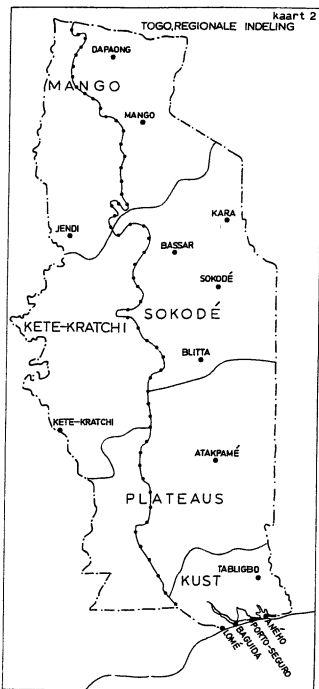 kaart 2
TOGO, REGIONALE INDELING
DAPAONG
MANGO
MANGO
KARA
JENDI
BASSAR
SOKODÉ
SOKODÉ
KETE-KRATCHI
BLITTA
KETE-KRATCHI
ATAKPAMÉ
PLATEAUS
TABLIGBO
KUST
LOMÉ
BAGUIDA
PORTO-SEGURO
ANÉHO